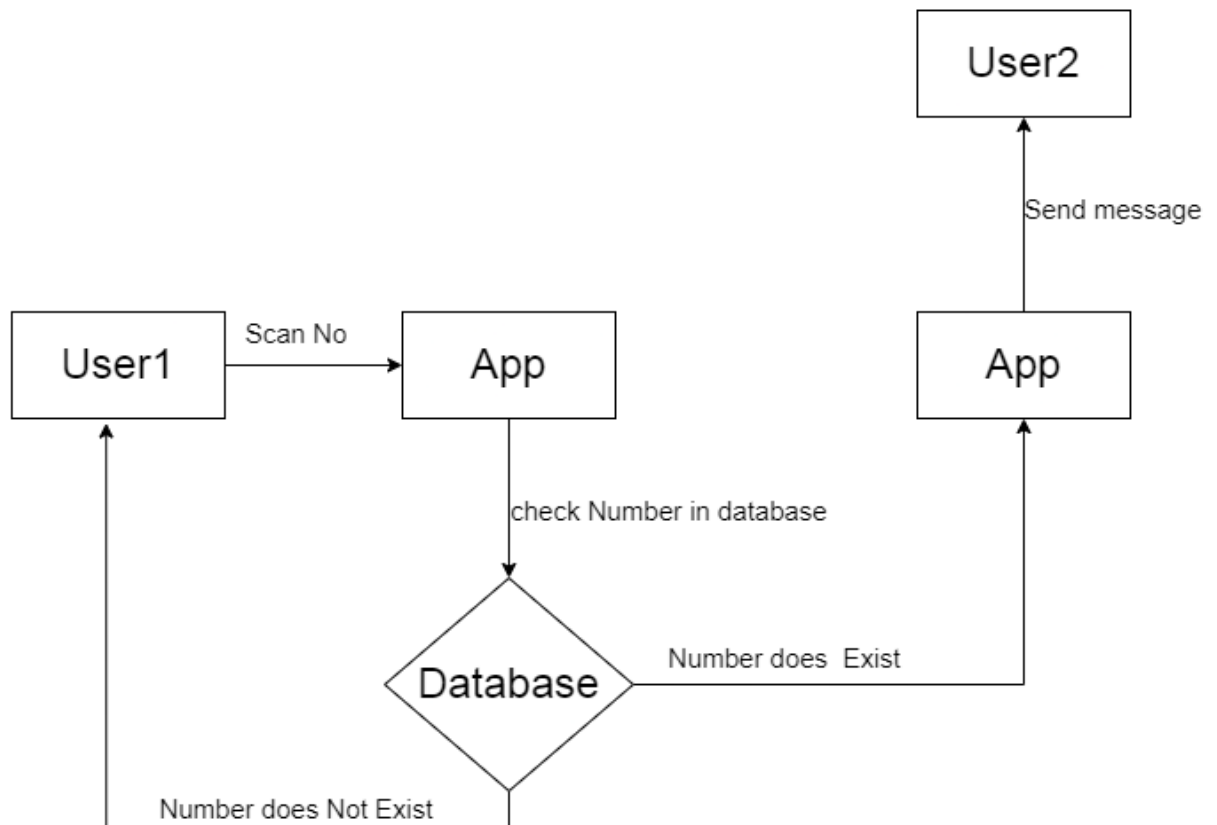 User2
Send message
User1
Scan No
App
App
check Number in database
Database
Number does  Exist
Number does Not Exist